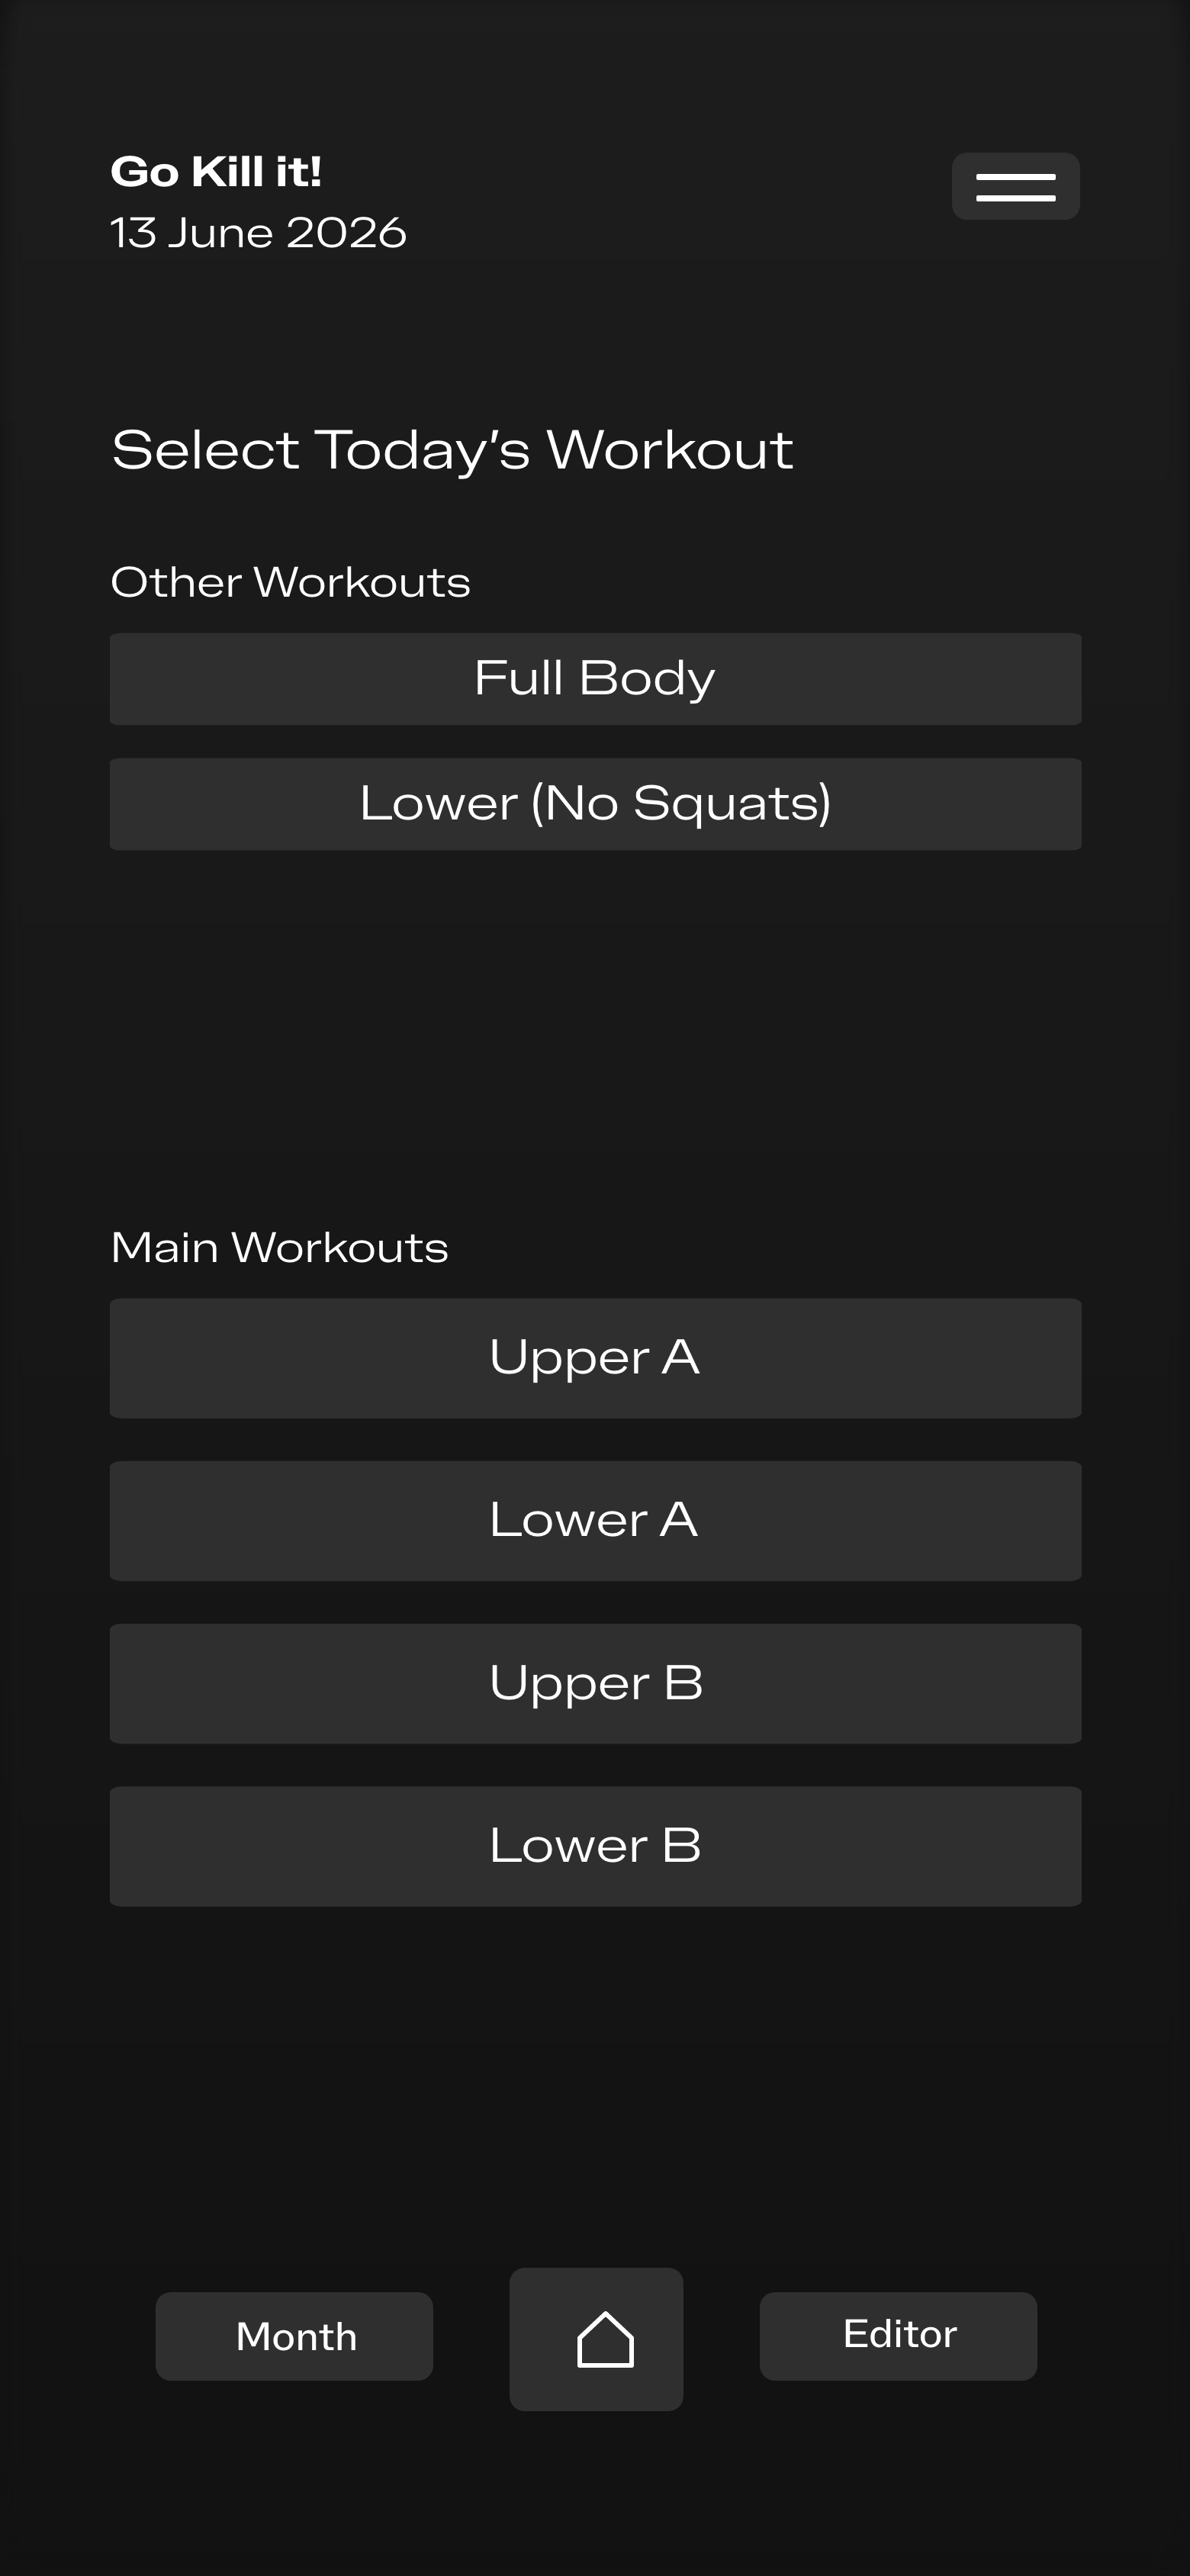 Go Kill it!
13 June 2026
Select Today’s Workout
Other Workouts
Full Body
Lower (No Squats)
Main Workouts
Upper A
Lower A
Upper B
Lower B
Month
Editor